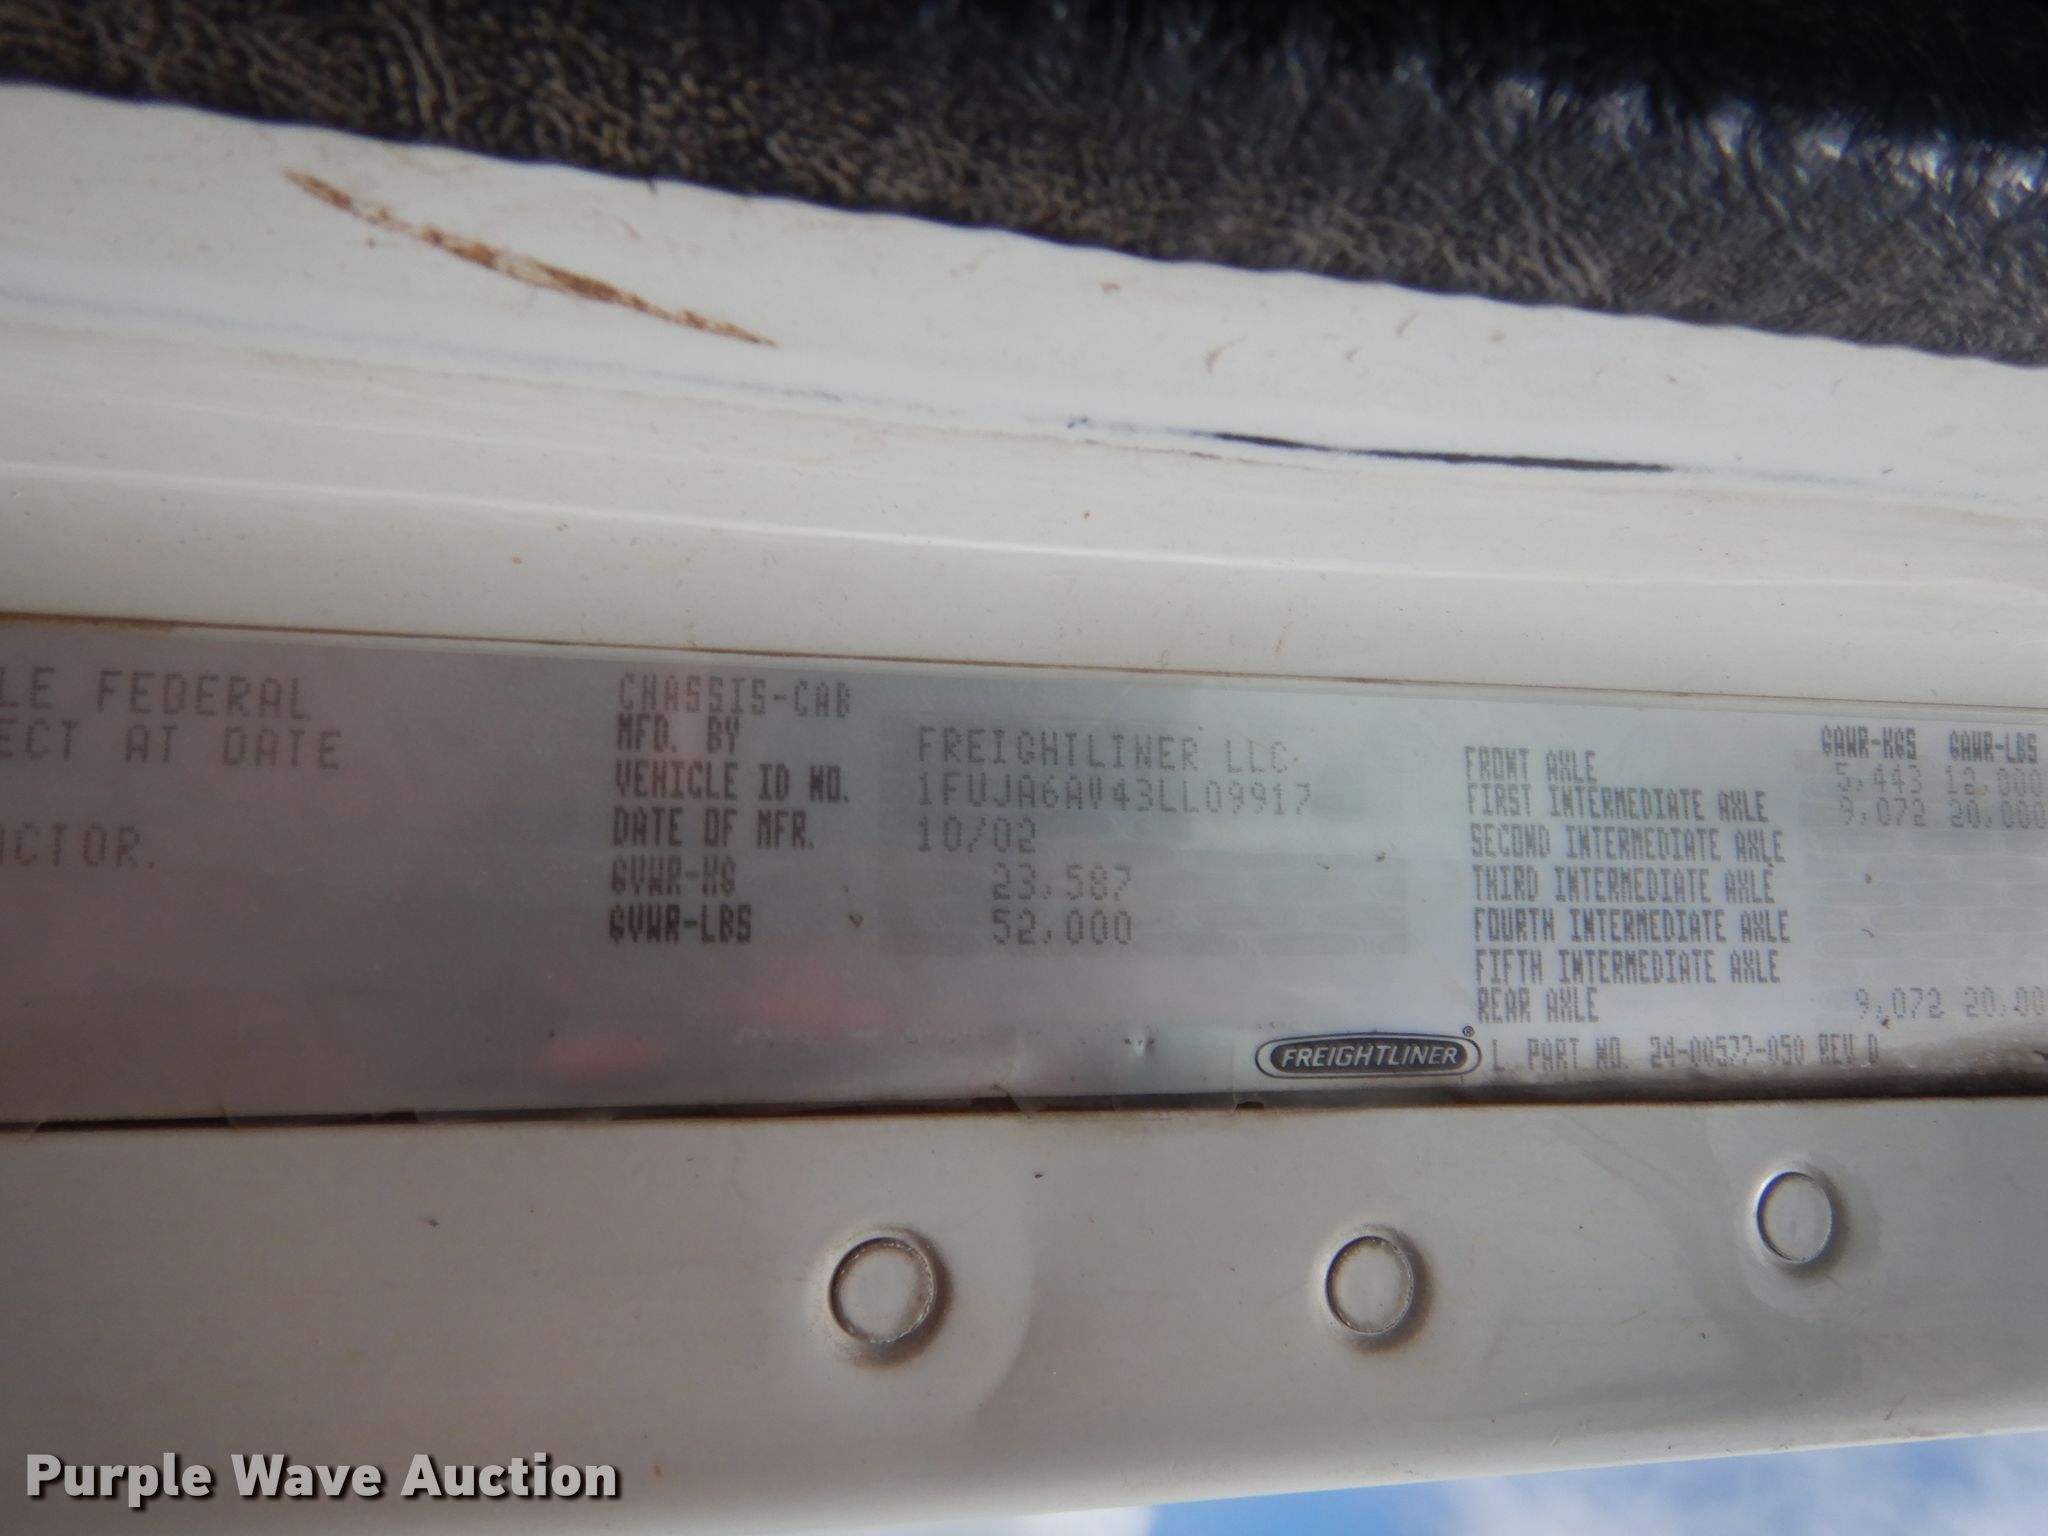 LE FEDERAL
ECT AT DATE
ACTOR.
CHASSIS-CAB
MFD. BY FREIGHTLINER LLC.
VEHICLE ID NO. 1FUJA6AV43LL09917
DATE OF MFR. 10/02
GVWR-KG 23,587
GVWR-LBS 52,000
GAWR-KGS GAWR-LBS
FRONT AXLE 5,443 12,000
FIRST INTERMEDIATE AXLE 9,072 20,000
SECOND INTERMEDIATE AXLE
THIRD INTERMEDIATE AXLE
FOURTH INTERMEDIATE AXLE
FIFTH INTERMEDIATE AXLE
REAR AXLE 9,072 20,00
FREIGHTLINER® L. PART NO. 24-00577-050 REV D
Purple Wave Auction